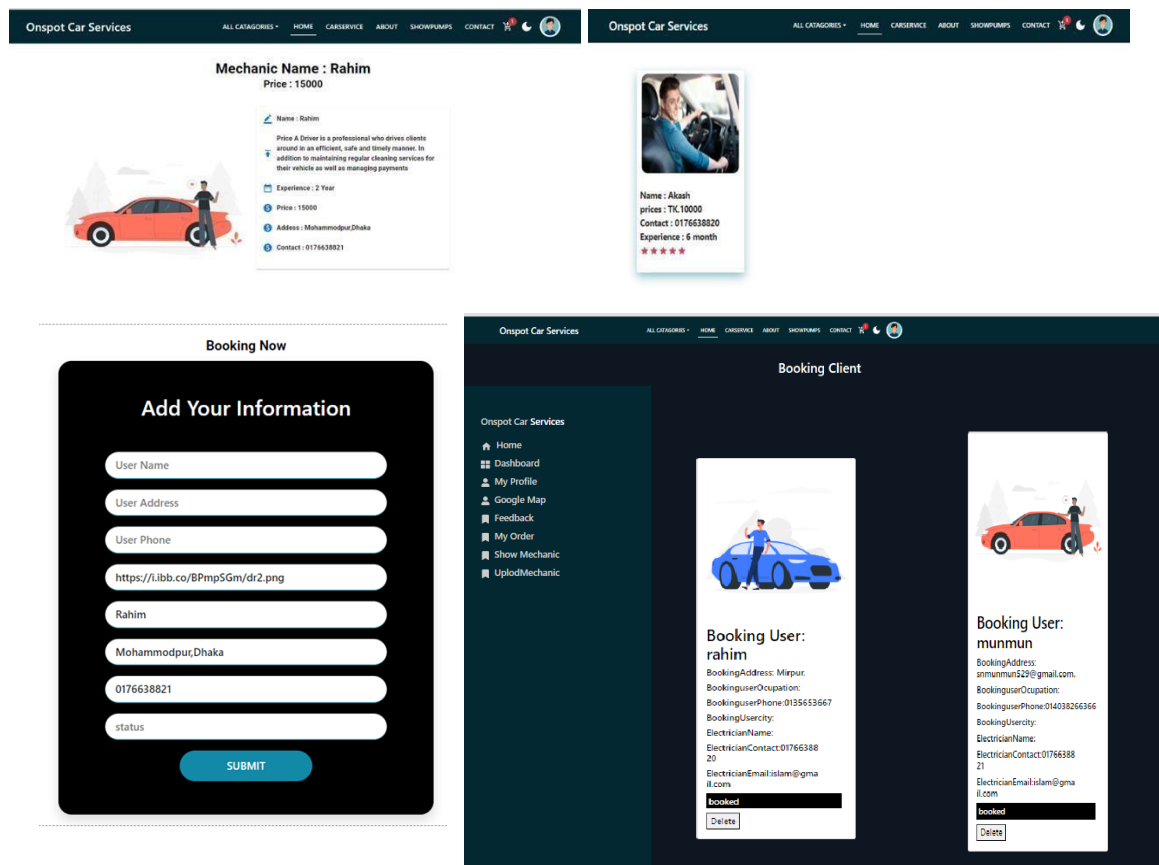 Onspot Car Services
ALL CATAGORIES HOME CARSERVICE ABOUT SHOWPUMPS CONTACT
Mechanic Name : Rahim
Price : 15000
Name : Rahim
Price A Driver is a professional who drives clients
around in an efficient, safe and timely manner. In
addition to maintaining regular cleaning services for
their vehicle as well as managing payments
Experience : 2 Year
Price : 15000
Addess : Mohammodpur,Dhaka
Contact : 0176638821
Onspot Car Services
ALL CATAGORIES HOME CARSERVICE ABOUT SHOWPUMPS CONTACT
Name : Akash
prices : TK.10000
Contact : 0176638820
Experience : 6 month
Booking Now
Add Your Information
User Name
User Address
User Phone
https://i.ibb.co/BPmpSGm/dr2.png
Rahim
Mohammodpur,Dhaka
0176638821
status
SUBMIT
Onspot Car Services
ALL CATAGORIES HOME CARSERVICE ABOUT SHOWPUMPS CONTACT
Booking Client
Onspot Car Services
Home
Dashboard
My Profile
Google Map
Feedback
My Order
Show Mechanic
UplodMechanic
Booking User:
rahim
BookingAddress: Mirpur.
BookinguserOcupation:
BookinguserPhone:0135653667
BookingUsercity:
ElectricianName:
ElectricianContact:01766388
20
ElectricianEmail:islam@gma
il.com
booked
Delete
Booking User:
munmun
BookingAddress:
snmunmun529@gmail.com.
BookinguserOcupation:
BookinguserPhone:014038266366
BookingUsercity:
ElectricianName:
ElectricianContact:01766388
21
ElectricianEmail:islam@gma
il.com
booked
Delete